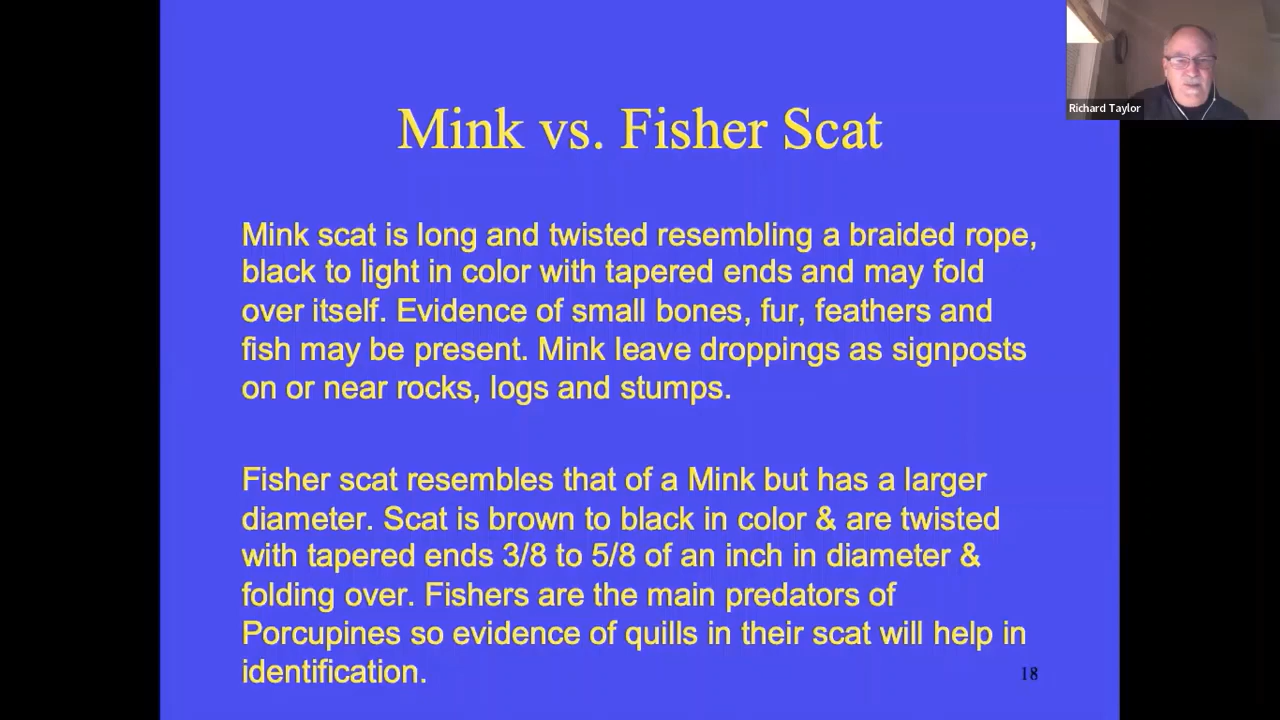 Richard Taylor
Mink vs. Fisher Scat
Mink scat is long and twisted resembling a braided rope,
black to light in color with tapered ends and may fold
over itself. Evidence of small bones, fur, feathers and
fish may be present. Mink leave droppings as signposts
on or near rocks, logs and stumps.
Fisher scat resembles that of a Mink but has a larger
diameter. Scat is brown to black in color & are twisted
with tapered ends 3/8 to 5/8 of an inch in diameter &
folding over. Fishers are the main predators of
Porcupines so evidence of quills in their scat will help in
identification.
18